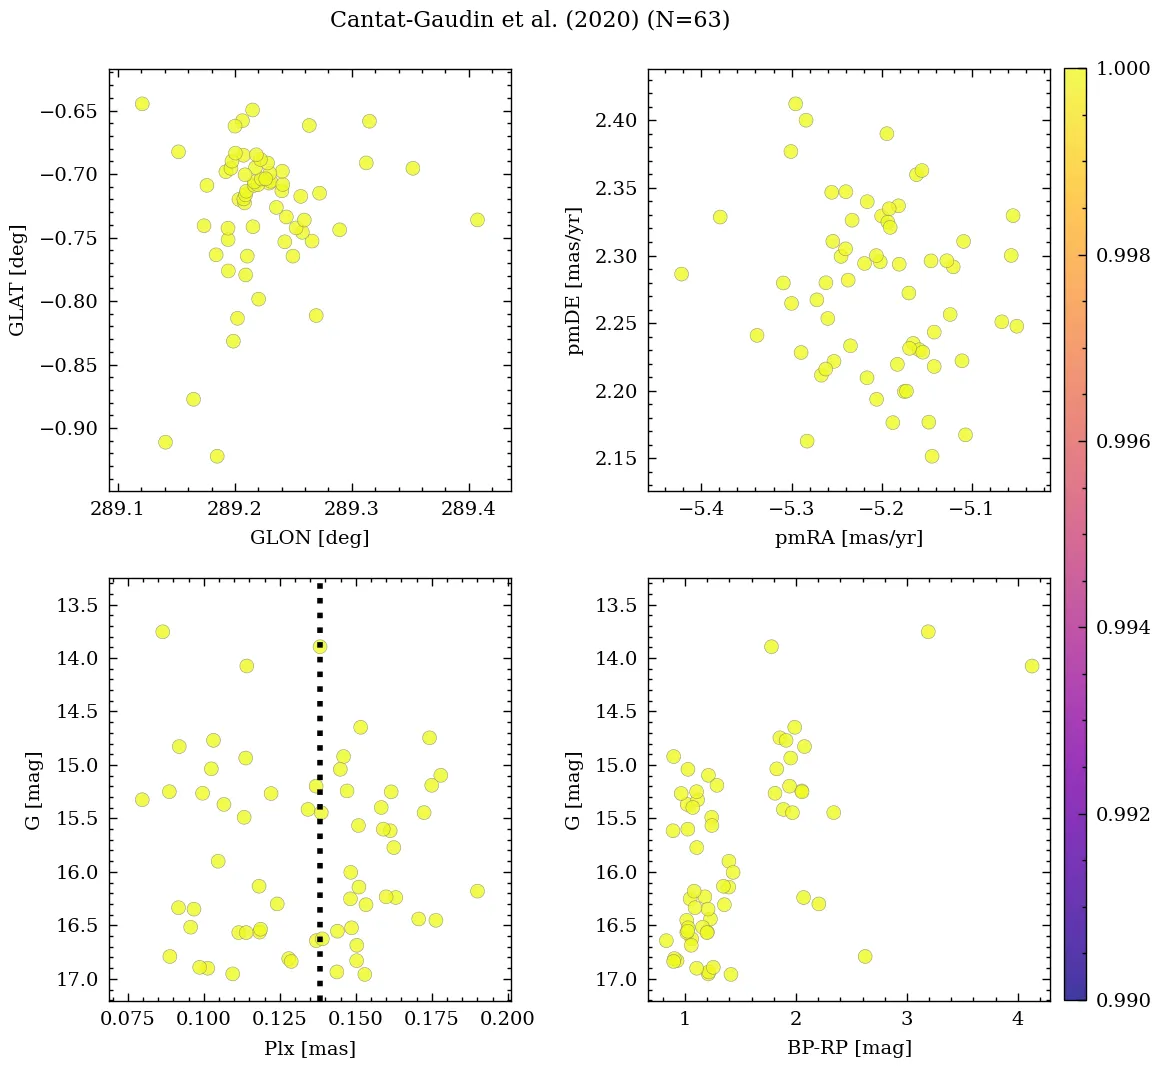 Cantat-Gaudin et al. (2020) (N=63)
−0.65
−0.70
−0.75
−0.80
−0.85
−0.90
GLAT [deg]
289.1 289.2 289.3 289.4
GLON [deg]
2.40
2.35
2.30
2.25
2.20
2.15
pmDE [mas/yr]
−5.4 −5.3 −5.2 −5.1
pmRA [mas/yr]
13.5
14.0
14.5
15.0
15.5
16.0
16.5
17.0
G [mag]
0.075 0.100 0.125 0.150 0.175 0.200
Plx [mas]
13.5
14.0
14.5
15.0
15.5
16.0
16.5
17.0
G [mag]
1 2 3 4
BP-RP [mag]
1.000
0.998
0.996
0.994
0.992
0.990